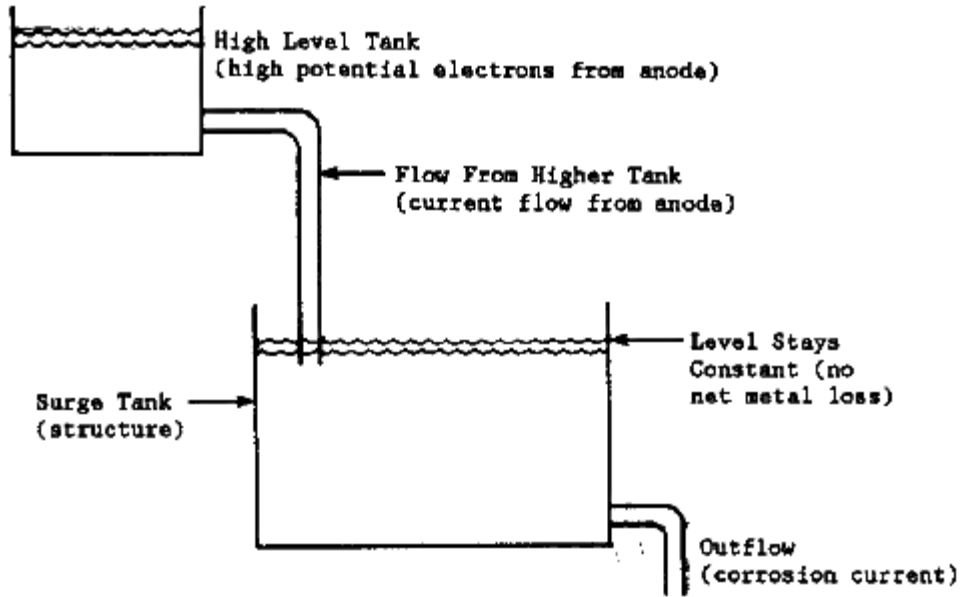 High Level Tank
(high potential electrons from anode)
Flow From Higher Tank
(current flow from anode)
Level Stays
Constant (no
net metal loss)
Surge Tank
(structure)
Outflow
(corrosion current)